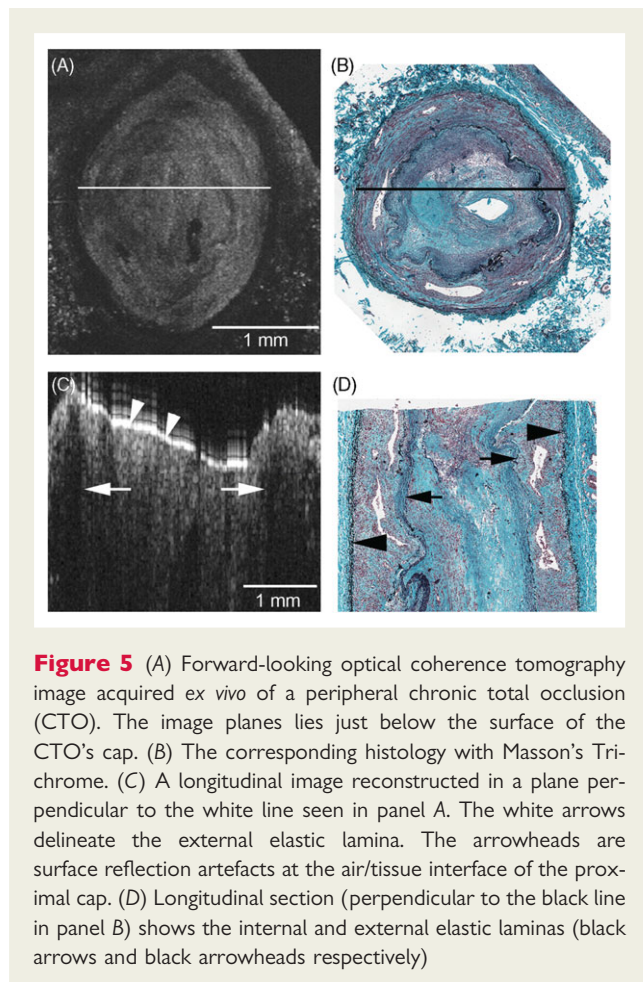 (A)
(B)
1 mm
(C)
(D)
1 mm
Figure 5 (A) Forward-looking optical coherence tomography
image acquired ex vivo of a peripheral chronic total occlusion
(CTO). The image planes lies just below the surface of the
CTO's cap. (B) The corresponding histology with Masson's Tri-
chrome. (C) A longitudinal image reconstructed in a plane per-
pendicular to the white line seen in panel A. The white arrows
delineate the external elastic lamina. The arrowheads are
surface reflection artefacts at the air/tissue interface of the prox-
imal cap. (D) Longitudinal section (perpendicular to the black line
in panel B) shows the internal and external elastic laminas (black
arrows and black arrowheads respectively)